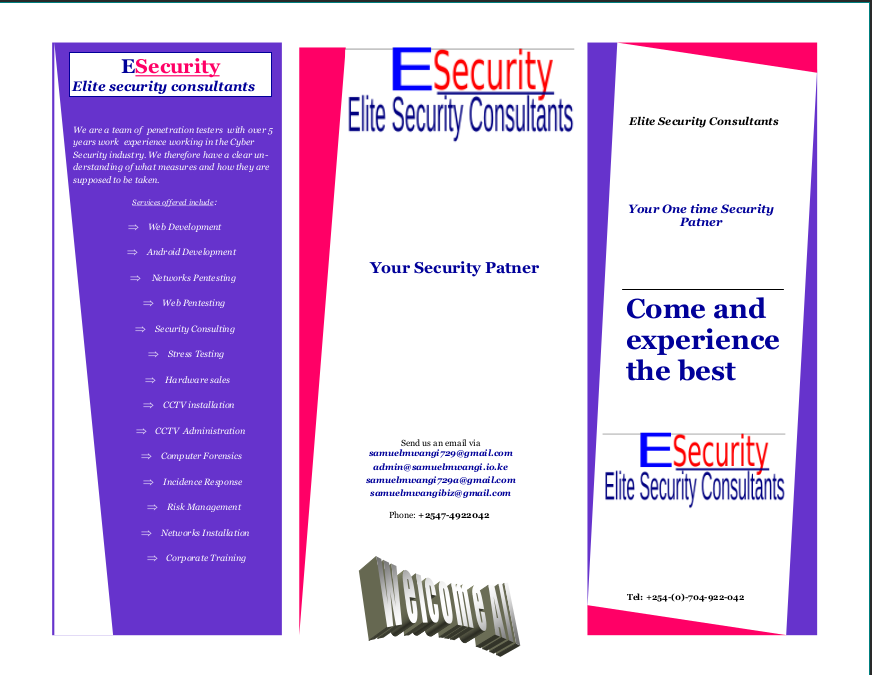 ESecurity
Elite security consultants
We are a team of penetration testers with over 5
years work experience working in the Cyber
Security industry. We therefore have a clear un-
derstanding of what measures and how they are
supposed to be taken.
Services offered include:
⇒ Web Development
⇒ Android Development
⇒ Networks Pentesting
⇒ Web Pentesting
⇒ Security Consulting
⇒ Stress Testing
⇒ Hardware sales
⇒ CCTV installation
⇒ CCTV Administration
⇒ Computer Forensics
⇒ Incidence Response
⇒ Risk Management
⇒ Networks Installation
⇒ Corporate Training
ESecurity
Elite Security Consultants
Your Security Patner
Send us an email via
samuelmwangi729@gmail.com
admin@samuelmwangi.io.ke
samuelmwangi729a@gmail.com
samuelmwangibiz@gmail.com
Phone: +2547-4922042
Welcome All
Elite Security Consultants
Your One time Security
Patner
Come and
experience
the best
ESecurity
Elite Security Consultants
Tel: +254-(0)-704-922-042